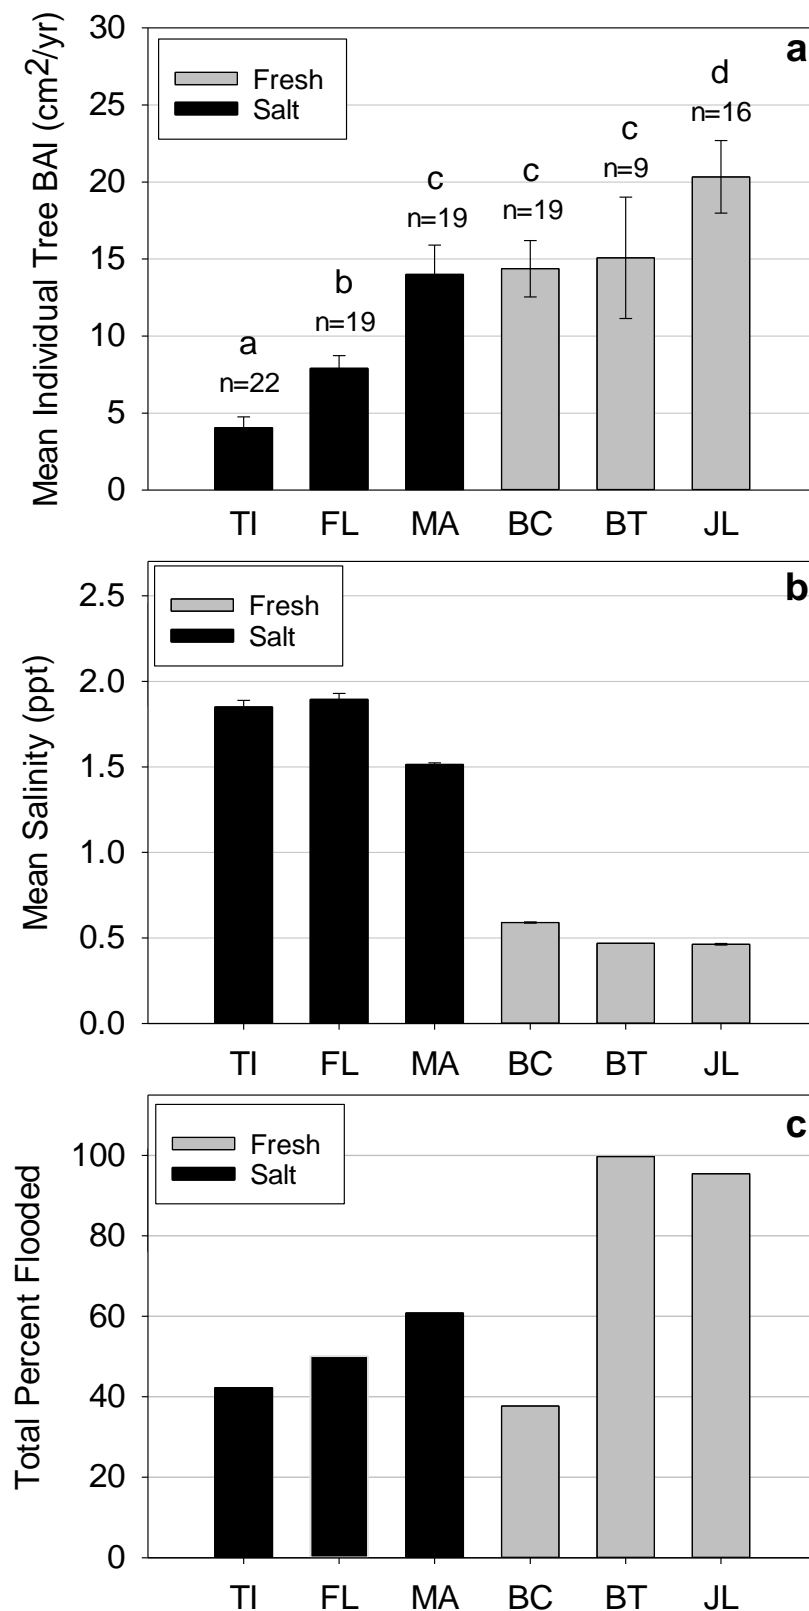 a
Mean Individual Tree BAI (cm²/yr)
Fresh
Salt
30
25
20
15
10
5
0
a
n=22
b
n=19
c
n=19
c
n=19
c
n=9
d
n=16
TI FL MA BC BT JL
b
Mean Salinity (ppt)
Fresh
Salt
2.5
2.0
1.5
1.0
0.5
0.0
TI FL MA BC BT JL
c
Total Percent Flooded
Fresh
Salt
100
80
60
40
20
0
TI FL MA BC BT JL